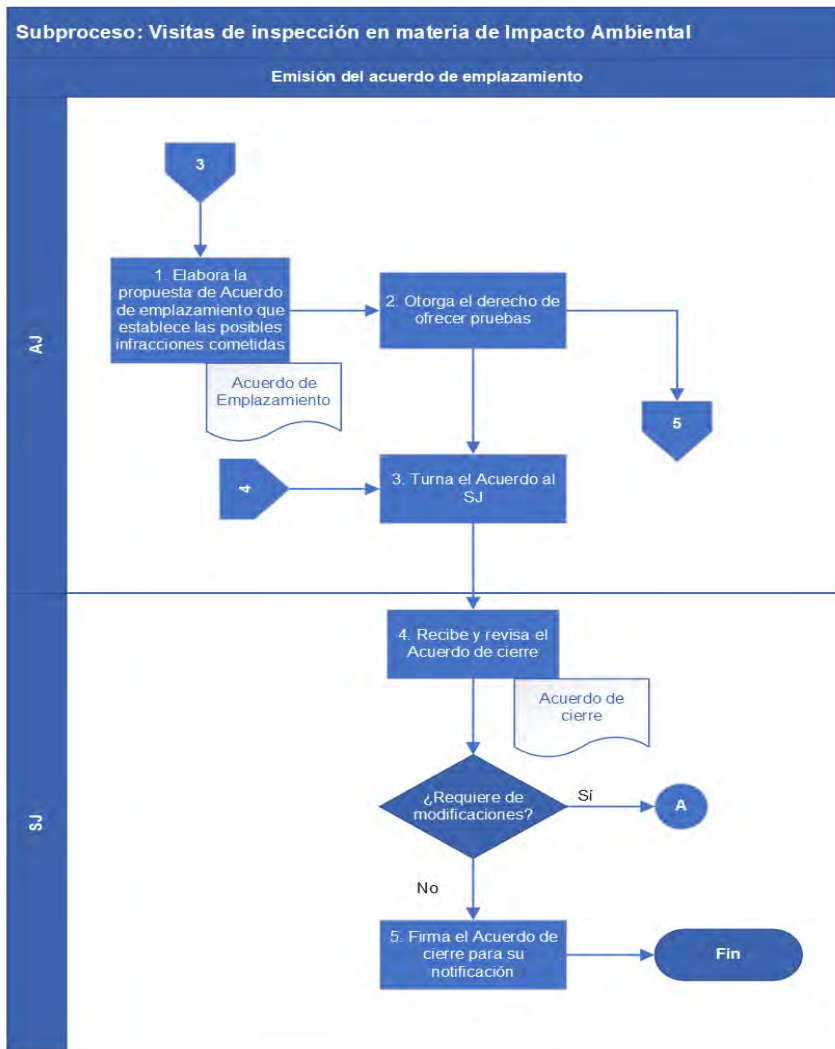 Subproceso: Visitas de inspección en materia de Impacto Ambiental
Emisión del acuerdo de emplazamiento
AJ
3
1. Elabora la
propuesta de Acuerdo
de emplazamiento que
establece las posibles
infracciones cometidas
2. Otorga el derecho de
ofrecer pruebas
Acuerdo de
Emplazamiento
5
4
3. Turna el Acuerdo al
SJ
SJ
4. Recibe y revisa el
Acuerdo de cierre
Acuerdo de
cierre
¿Requiere de
modificaciones?
Sí
A
No
5. Firma el Acuerdo de
cierre para su
notificación
Fin